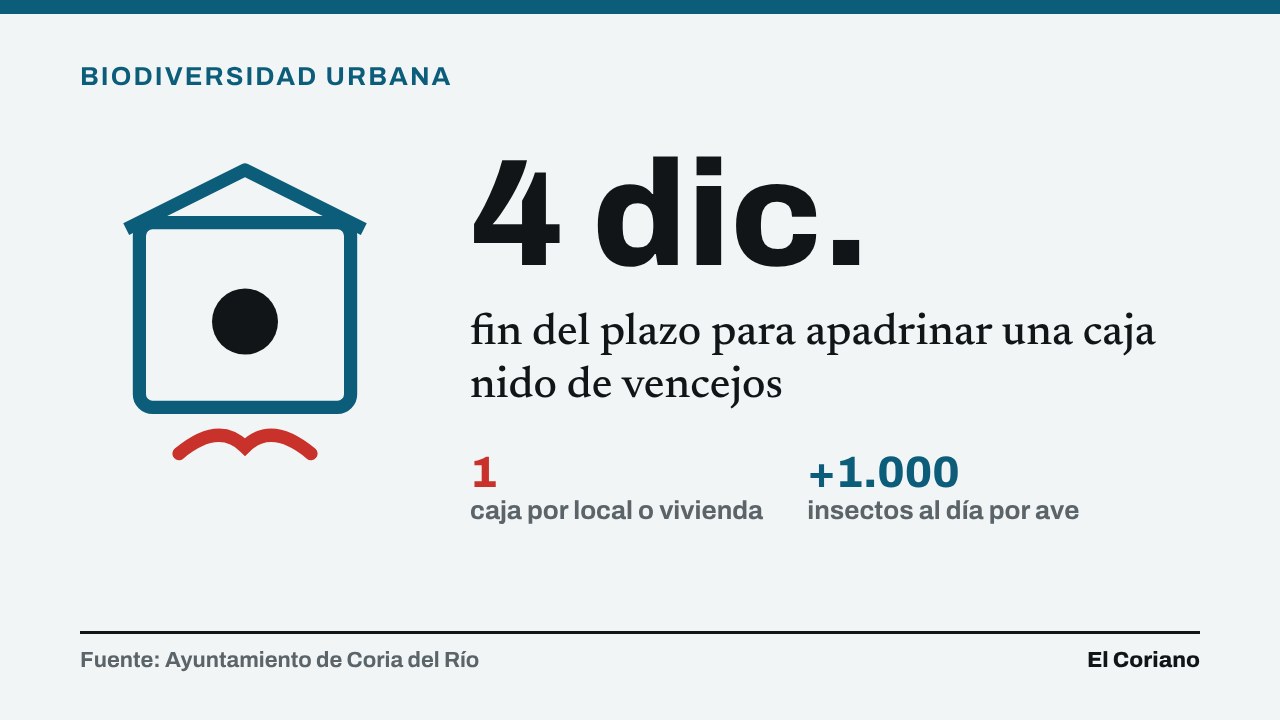 BIODIVERSIDAD URBANA
4 dic.
fin del plazo para apadrinar una caja
nido de vencejos
1
caja por local o vivienda
+1.000
insectos al día por ave
Fuente: Ayuntamiento de Coria del Río
El Coriano